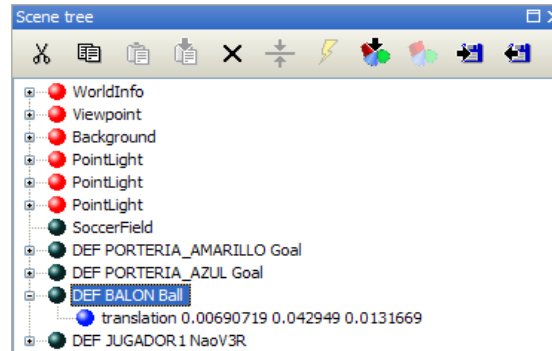 Scene tree
WorldInfo
Viewpoint
Background
PointLight
PointLight
PointLight
SoccerField
DEF PORTERIA_AMARILLO Goal
DEF PORTERIA_AZUL Goal
DEF BALON Ball
translation 0.00690719 0.042949 0.0131669
DEF JUGADOR1 NaoV3R